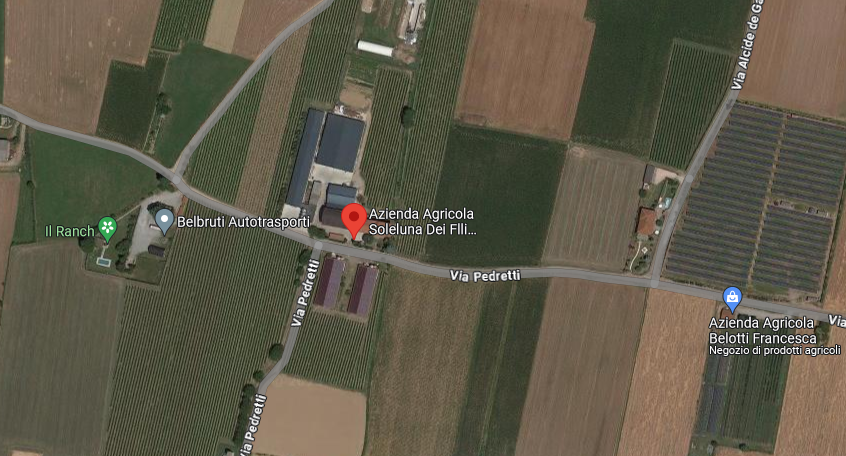 Via Alcide de Ga
Azienda Agricola
Soleluna Dei Flli...
Belbruti Autotrasporti
Il Ranch
Via Pedretti
Via Pedretti
Via
Azienda Agricola
Belotti Francesca
Negozio di prodotti agricoli
Via Pedretti